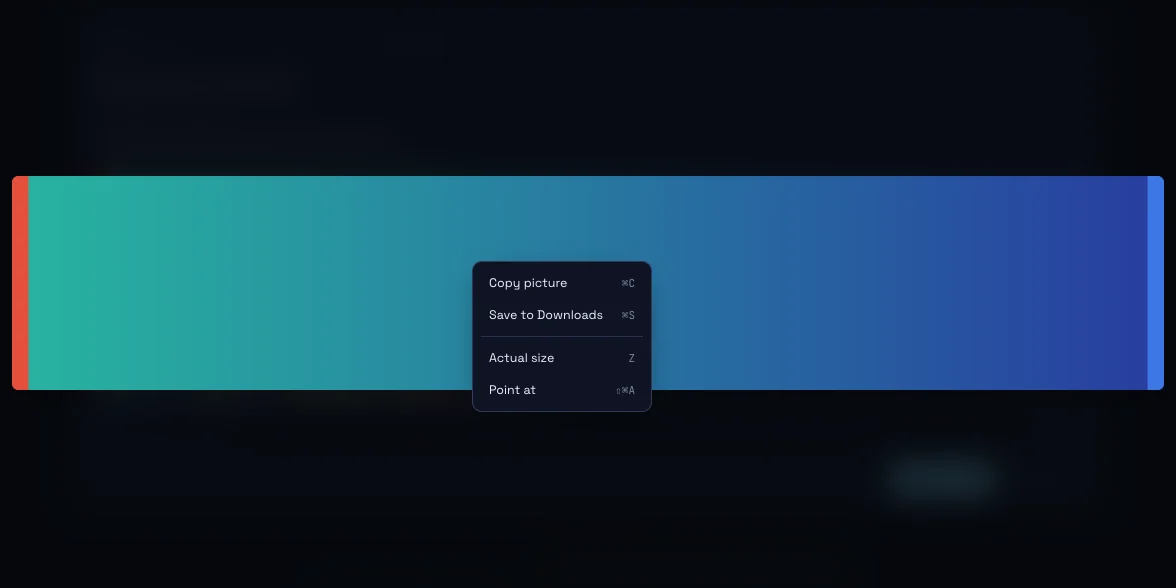 Copy picture ⌘C
Save to Downloads ⌘S
Actual size Z
Point at ⇧⌘A